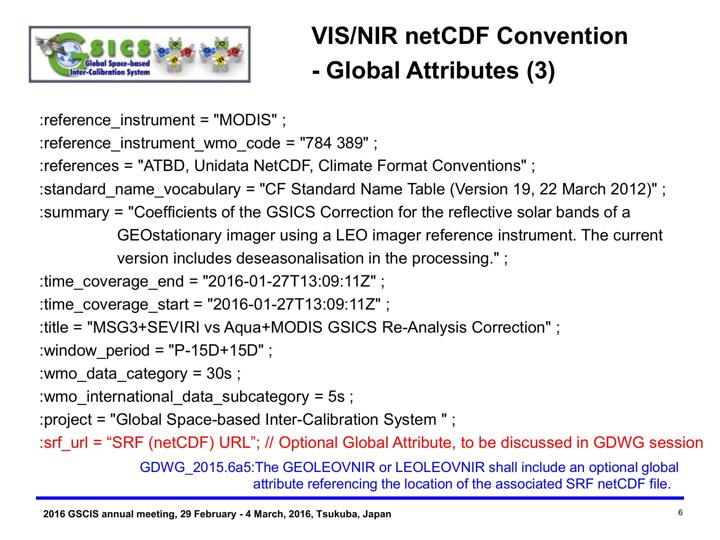 GSICS
Global Space-based
Inter-Calibration System
VIS/NIR netCDF Convention
- Global Attributes (3)
:reference_instrument = "MODIS" ;
:reference_instrument_wmo_code = "784 389" ;
:references = "ATBD, Unidata NetCDF, Climate Format Conventions" ;
:standard_name_vocabulary = "CF Standard Name Table (Version 19, 22 March 2012)" ;
:summary = "Coefficients of the GSICS Correction for the reflective solar bands of a
GEOstationary imager using a LEO imager reference instrument. The current
version includes deseasonalisation in the processing." ;
:time_coverage_end = "2016-01-27T13:09:11Z" ;
:time_coverage_start = "2016-01-27T13:09:11Z" ;
:title = "MSG3+SEVIRI vs Aqua+MODIS GSICS Re-Analysis Correction" ;
:window_period = "P-15D+15D" ;
:wmo_data_category = 30s ;
:wmo_international_data_subcategory = 5s ;
:project = "Global Space-based Inter-Calibration System " ;
:srf_url = “SRF (netCDF) URL”; // Optional Global Attribute, to be discussed in GDWG session
GDWG_2015.6a5:The GEOLEOVNIR or LEOLEOVNIR shall include an optional global
attribute referencing the location of the associated SRF netCDF file.
2016 GSCIS annual meeting, 29 February - 4 March, 2016, Tsukuba, Japan
6